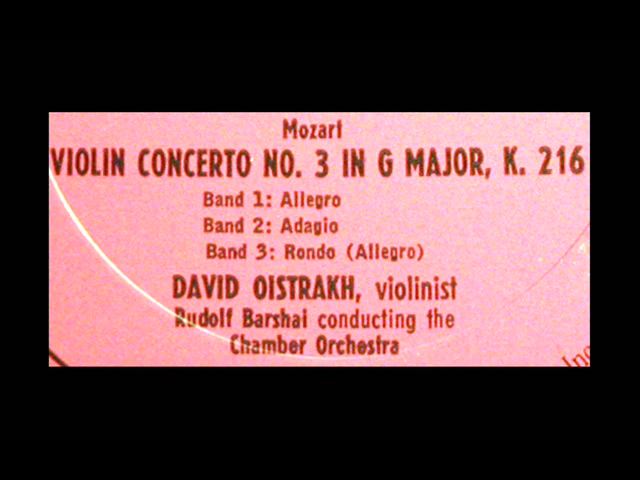 Mozart
VIOLIN CONCERTO NO. 3 IN G MAJOR, K. 216
Band 1: Allegro
Band 2: Adagio
Band 3: Rondo (Allegro)
DAVID OISTRAKH, violinist
Rudolf Barshai conducting the
Chamber Orchestra